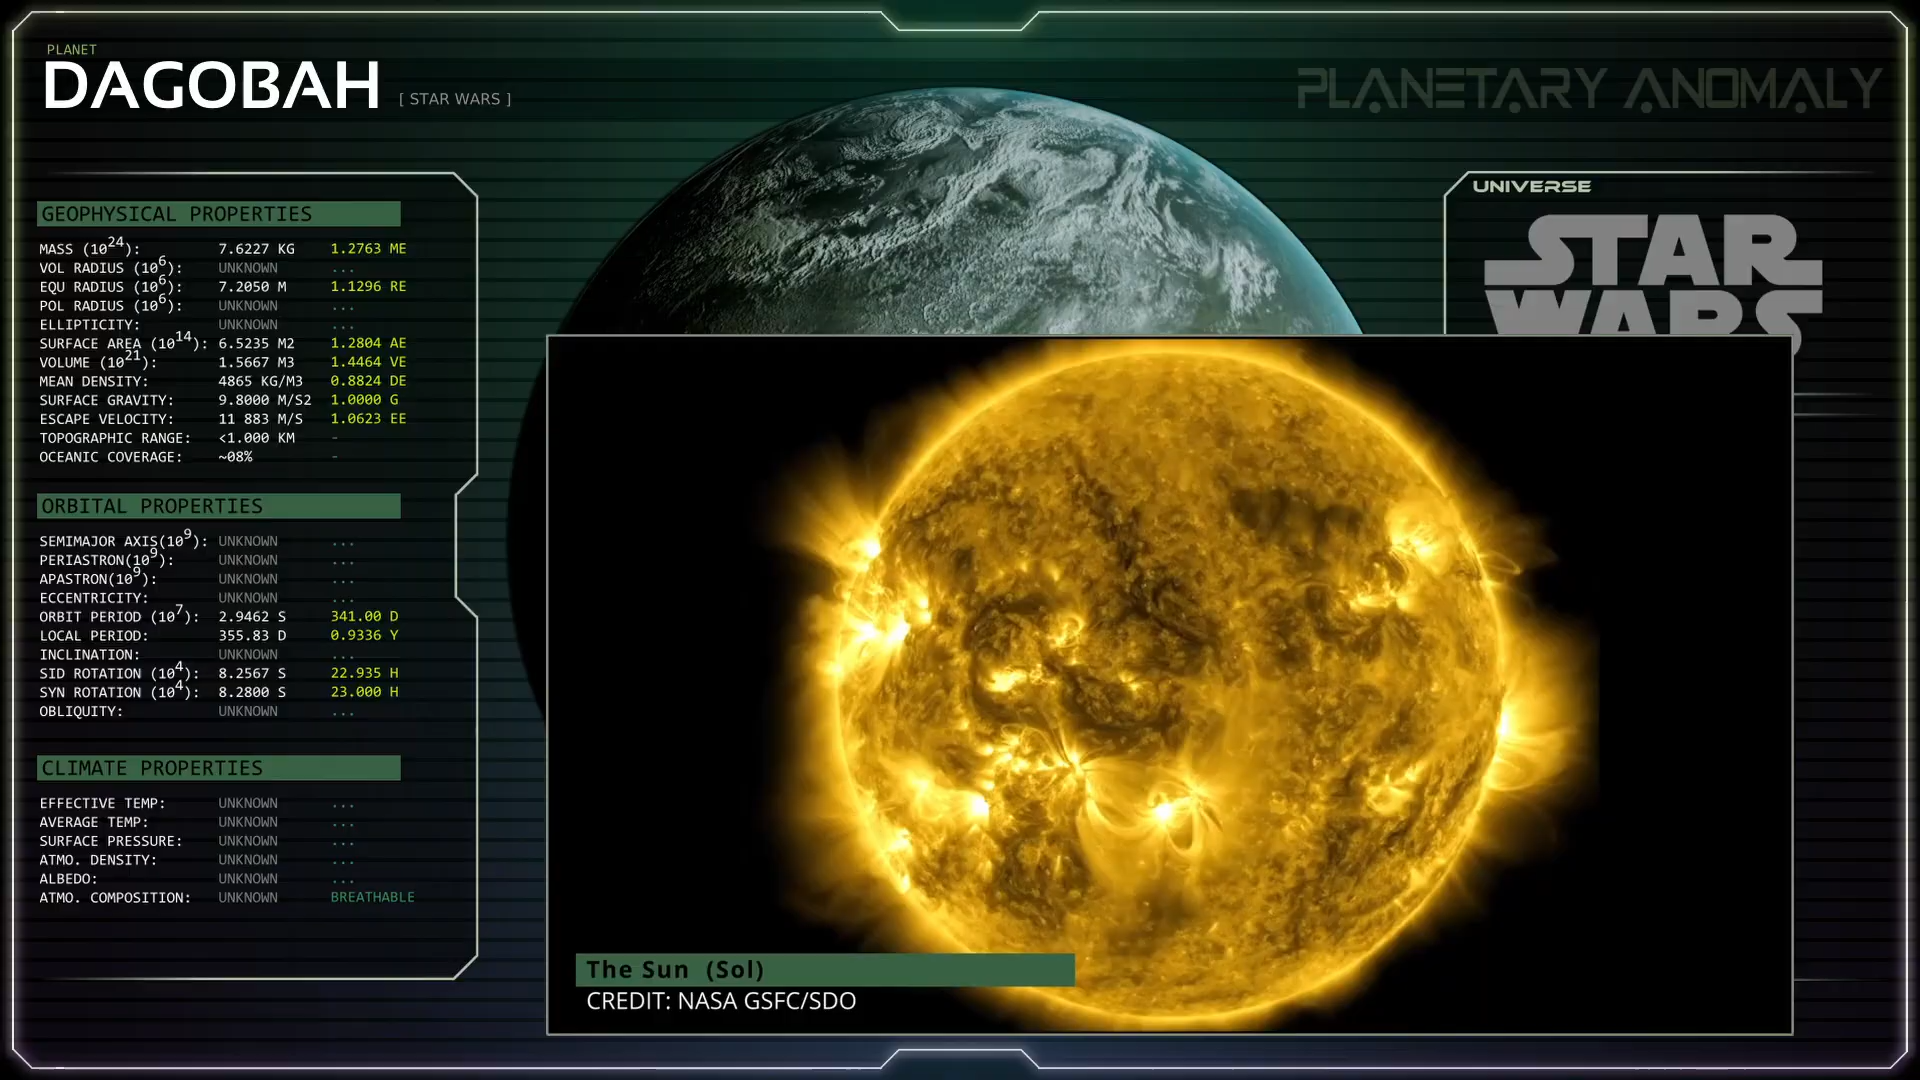 PLANET
DAGOBAH [ STAR WARS ]
PLANETARY ANOMALY
UNIVERSE
STAR
WARS
GEOPHYSICAL PROPERTIES
MASS (10^24): 7.6227 KG 1.2763 ME
VOL RADIUS (10^6): UNKNOWN ...
EQU RADIUS (10^6): 7.2050 M 1.1296 RE
POL RADIUS (10^6): UNKNOWN ...
ELLIPTICITY: UNKNOWN ...
SURFACE AREA (10^14): 6.5235 M2 1.2804 AE
VOLUME (10^21): 1.5667 M3 1.4464 VE
MEAN DENSITY: 4865 KG/M3 0.8824 DE
SURFACE GRAVITY: 9.8000 M/S2 1.0000 G
ESCAPE VELOCITY: 11 883 M/S 1.0623 EE
TOPOGRAPHIC RANGE: <1.000 KM -
OCEANIC COVERAGE: ~08% -
ORBITAL PROPERTIES
SEMIMAJOR AXIS(10^9): UNKNOWN ...
PERIASTRON(10^9): UNKNOWN ...
APASTRON(10^9): UNKNOWN ...
ECCENTRICITY: UNKNOWN ...
ORBIT PERIOD (10^7): 2.9462 S 341.00 D
LOCAL PERIOD: 355.83 D 0.9336 Y
INCLINATION: UNKNOWN ...
SID ROTATION (10^4): 8.2567 S 22.935 H
SYN ROTATION (10^4): 8.2800 S 23.000 H
OBLIQUITY: UNKNOWN ...
CLIMATE PROPERTIES
EFFECTIVE TEMP: UNKNOWN ...
AVERAGE TEMP: UNKNOWN ...
SURFACE PRESSURE: UNKNOWN ...
ATMO. DENSITY: UNKNOWN ...
ALBEDO: UNKNOWN ...
ATMO. COMPOSITION: UNKNOWN BREATHABLE
The Sun (Sol)
CREDIT: NASA GSFC/SDO